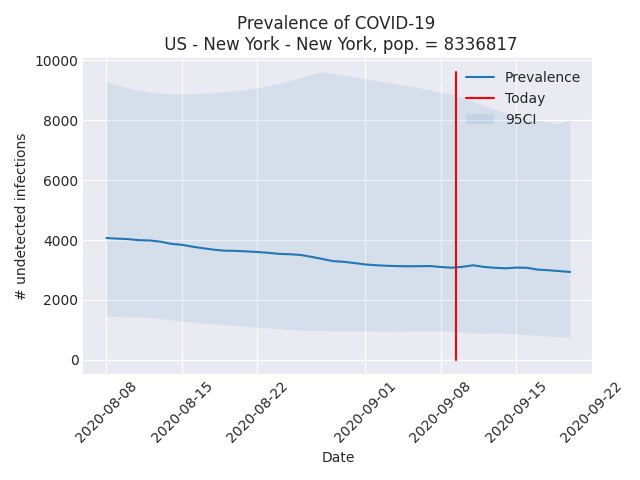 Prevalence of COVID-19
US - New York - New York, pop. = 8336817
10000
8000
6000
4000
2000
0
# undetected infections
Prevalence
Today
95CI
2020-08-08
2020-08-15
2020-08-22
2020-09-01
2020-09-08
2020-09-15
2020-09-22
Date